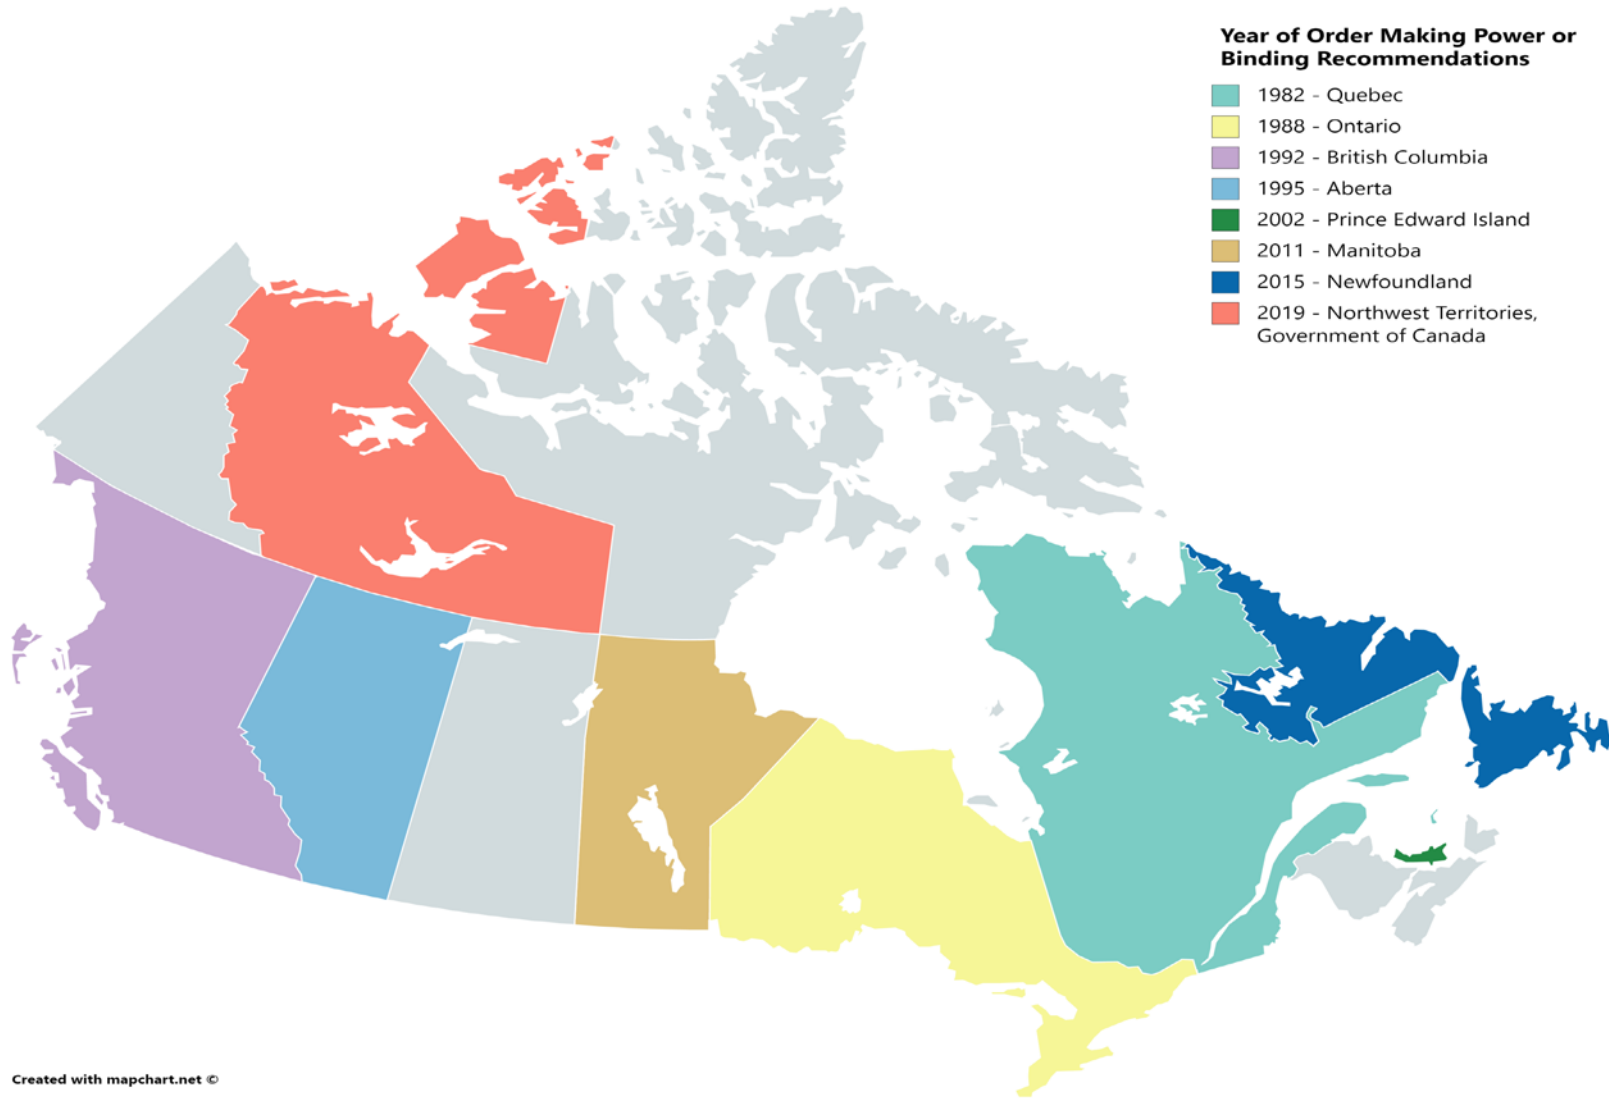 Year of Order Making Power or
Binding Recommendations
1982 - Quebec
1988 - Ontario
1992 - British Columbia
1995 - Aberta
2002 - Prince Edward Island
2011 - Manitoba
2015 - Newfoundland
2019 - Northwest Territories,
Government of Canada
Created with mapchart.net ©